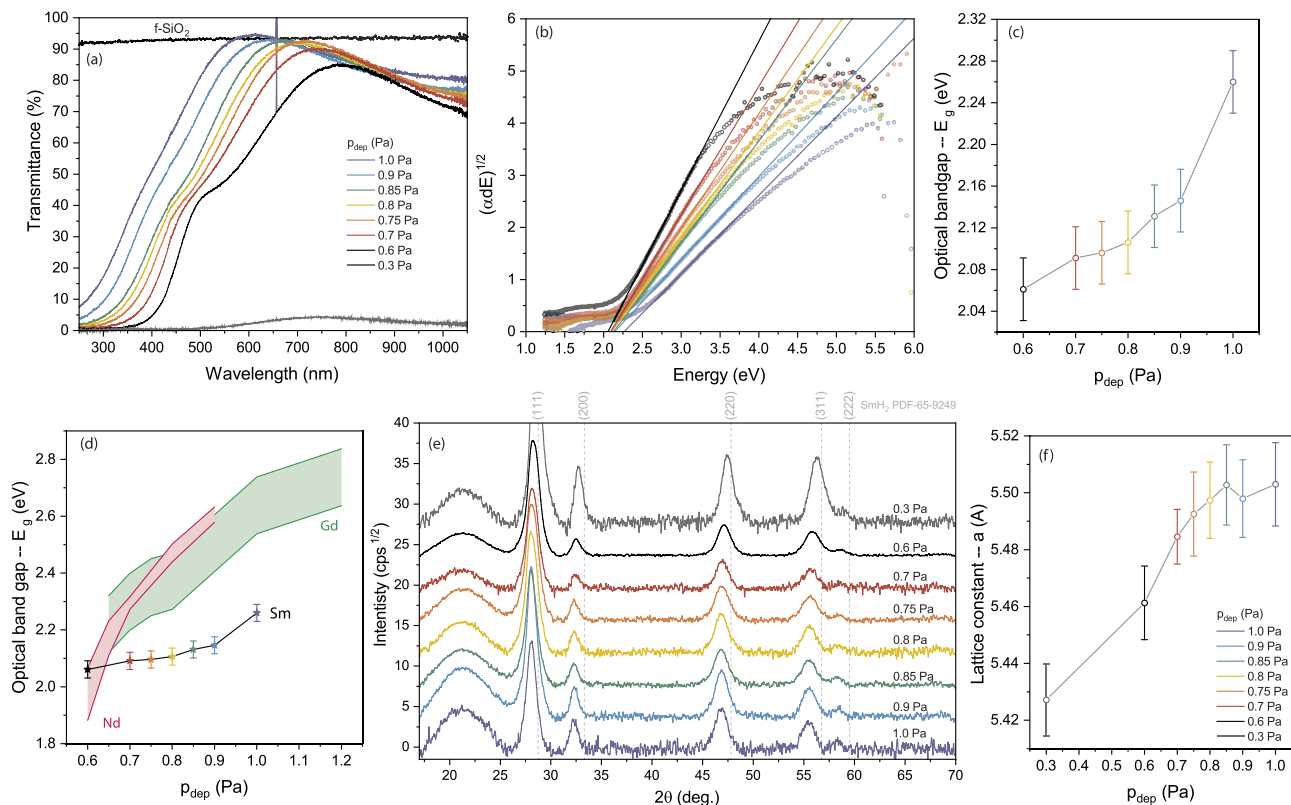 (a)
f-SiO2
100
90
80
70
60
50
40
30
20
10
0
Transmittance (%)
pdep (Pa)
1.0 Pa
0.9 Pa
0.85 Pa
0.8 Pa
0.75 Pa
0.7 Pa
0.6 Pa
0.3 Pa
300 400 500 600 700 800 900 1000
Wavelength (nm)
(b)
6
5
4
3
2
1
0
(αdE)1/2
1.0 1.5 2.0 2.5 3.0 3.5 4.0 4.5 5.0 5.5 6.0
Energy (eV)
(c)
2.32
2.28
2.24
2.20
2.16
2.12
2.08
2.04
Optical bandgap -- Eg (eV)
0.6 0.7 0.8 0.9 1.0
pdep (Pa)
(d)
2.8
2.6
2.4
2.2
2.0
1.8
Optical band gap -- Eg (eV)
Gd
Sm
Nd
0.6 0.7 0.8 0.9 1.0 1.1 1.2
pdep (Pa)
(e)
(111)
(200)
(220)
(311)
(222)
SmH2 PDF-65-9249
40
35
30
25
20
15
10
5
0
Intentisty (cps 1/2)
0.3 Pa
0.6 Pa
0.7 Pa
0.75 Pa
0.8 Pa
0.85 Pa
0.9 Pa
1.0 Pa
20 25 30 35 40 45 50 55 60 65 70
2θ (deg.)
(f)
5.52
5.50
5.48
5.46
5.44
5.42
Lattice constant -- a (A)
pdep (Pa)
1.0 Pa
0.9 Pa
0.85 Pa
0.8 Pa
0.75 Pa
0.7 Pa
0.6 Pa
0.3 Pa
0.3 0.4 0.5 0.6 0.7 0.8 0.9 1.0
pdep (Pa)